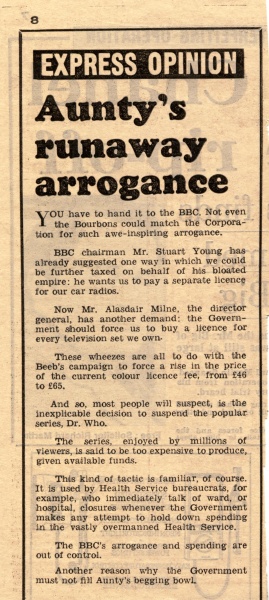 8
EXPRESS OPINION
Aunty's
runaway
arrogance
YOU have to hand it to the BBC. Not even
the Bourbons could match the Corpora-
tion for such awe-inspiring arrogance.
BBC chairman Mr. Stuart Young has
already suggested one way in which we could
be further taxed on behalf of his bloated
empire: he wants us to pay a separate licence
for our car radios.
Now Mr. Alasdair Milne, the director
general, has another demand: the Govern-
ment should force us to buy a licence for
every television set we own.
These wheezes are all to do with the
Beeb's campaign to force a rise in the price
of the current colour licence fee, from £46
to £65.
And so, most people will suspect, is the
inexplicable decision to suspend the popular
series, Dr. Who.
The series, enjoyed by millions of
viewers, is said to be too expensive to produce,
given available funds.
This kind of tactic is familiar, of course.
It is used by Health Service bureaucrats, for
example, who immediately talk of ward, or
hospital, closures whenever the Government
makes any attempt to hold down spending
in the vastly overmanned Health Service.
The BBC's arrogance and spending are
out of control.
Another reason why the Government
must not fill Aunty's begging bowl.